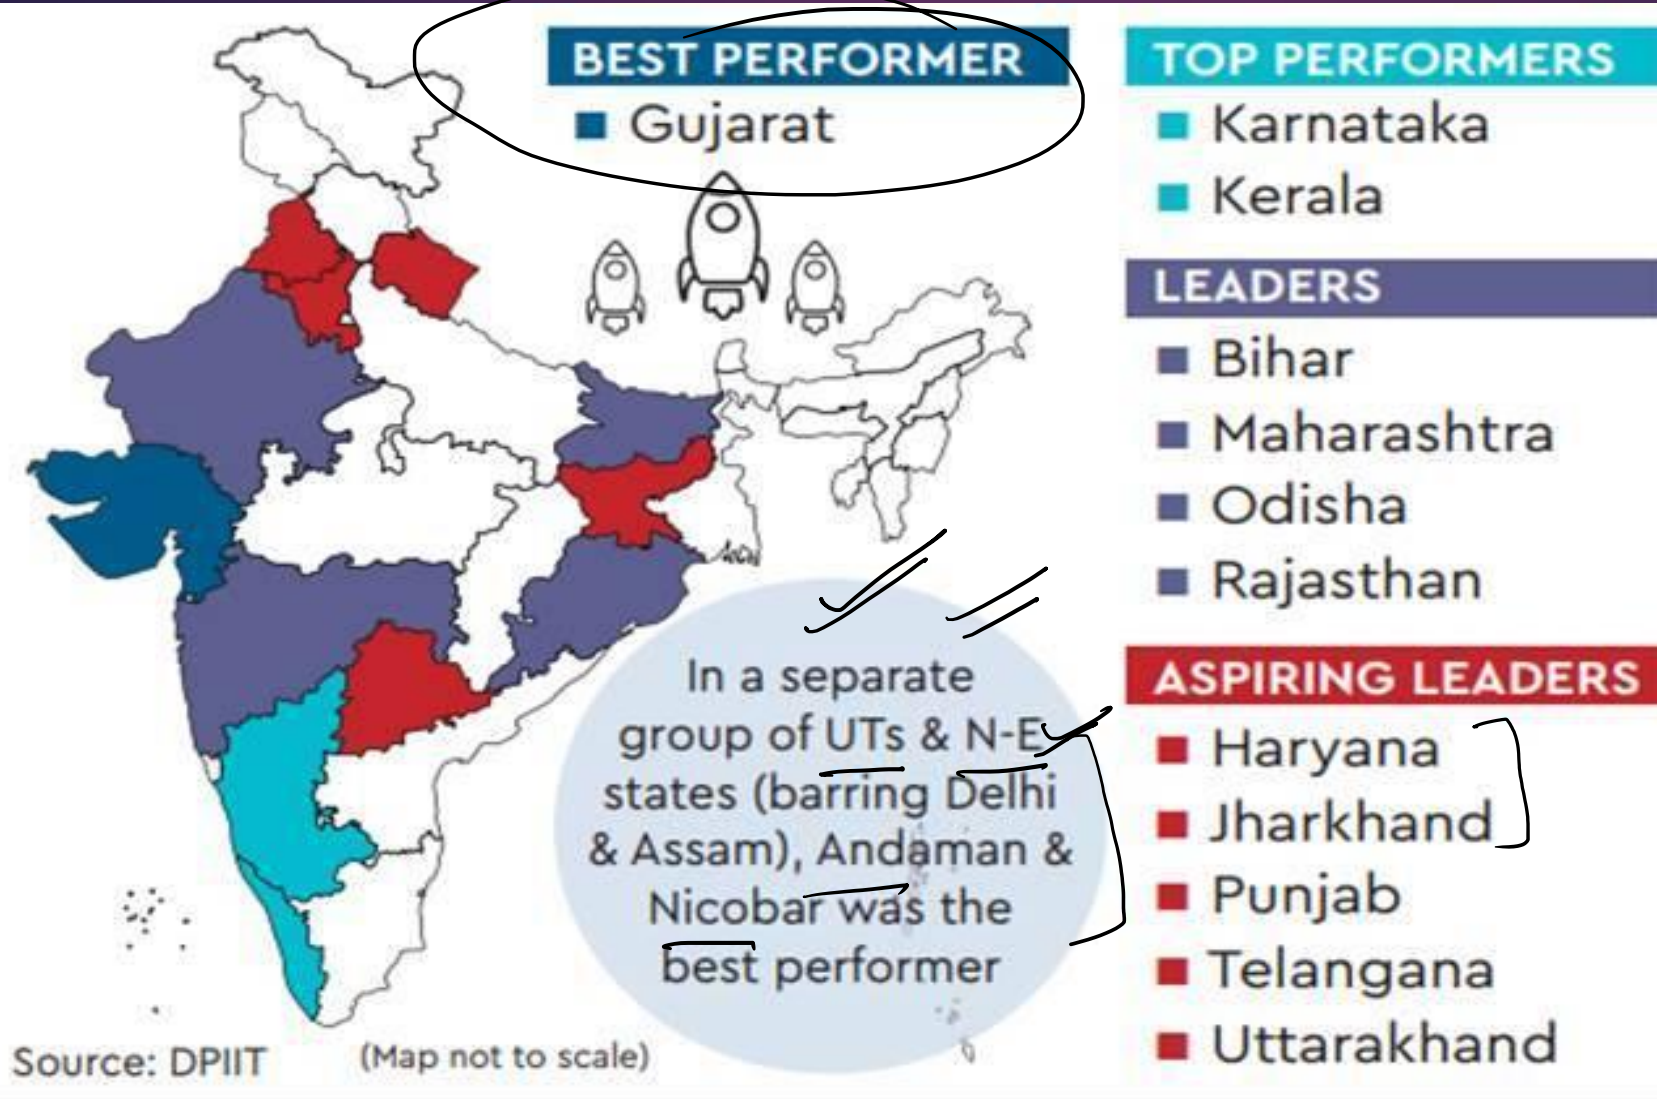 BEST PERFORMER
Gujarat
TOP PERFORMERS
Karnataka
Kerala
LEADERS
Bihar
Maharashtra
Odisha
Rajasthan
ASPIRING LEADERS
Haryana
Jharkhand
Punjab
Telangana
Uttarakhand
In a separate
group of UTs & N-E
states (barring Delhi
& Assam), Andaman &
Nicobar was the
best performer
Source: DPIIT
(Map not to scale)